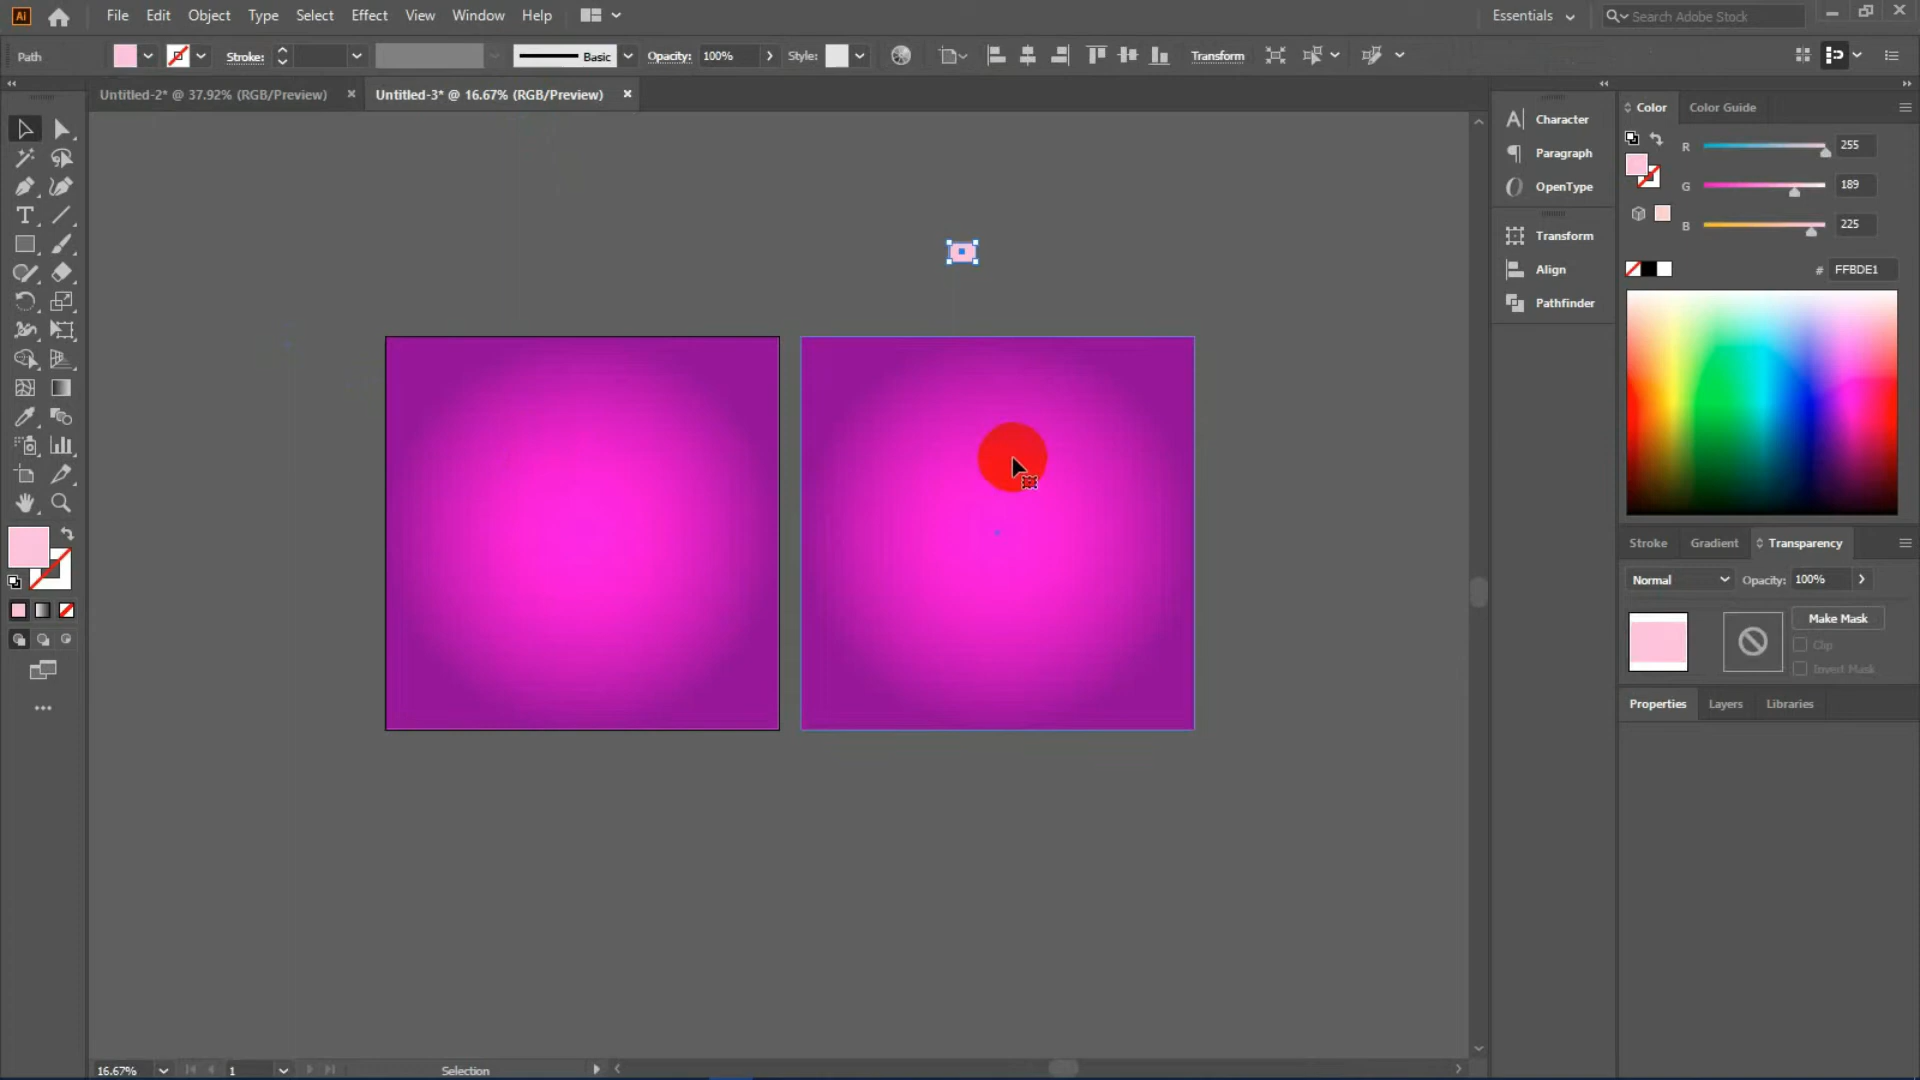 Ai File Edit Object Type Select Effect View Window Help Essentials Search Adobe Stock
Path Stroke: Basic Opacity: 100% Style: Transform
Untitled-2* @ 37.92% (RGB/Preview) × Untitled-3* @ 16.67% (RGB/Preview) ×
Character
Paragraph
OpenType
Transform
Align
Pathfinder
Color Color Guide
R 255
G 189
B 225
# FFBDE1
Stroke Gradient Transparency
Normal Opacity: 100%
Make Mask
Clip
Invert Mask
Properties Layers Libraries
16.67% 1 Selection